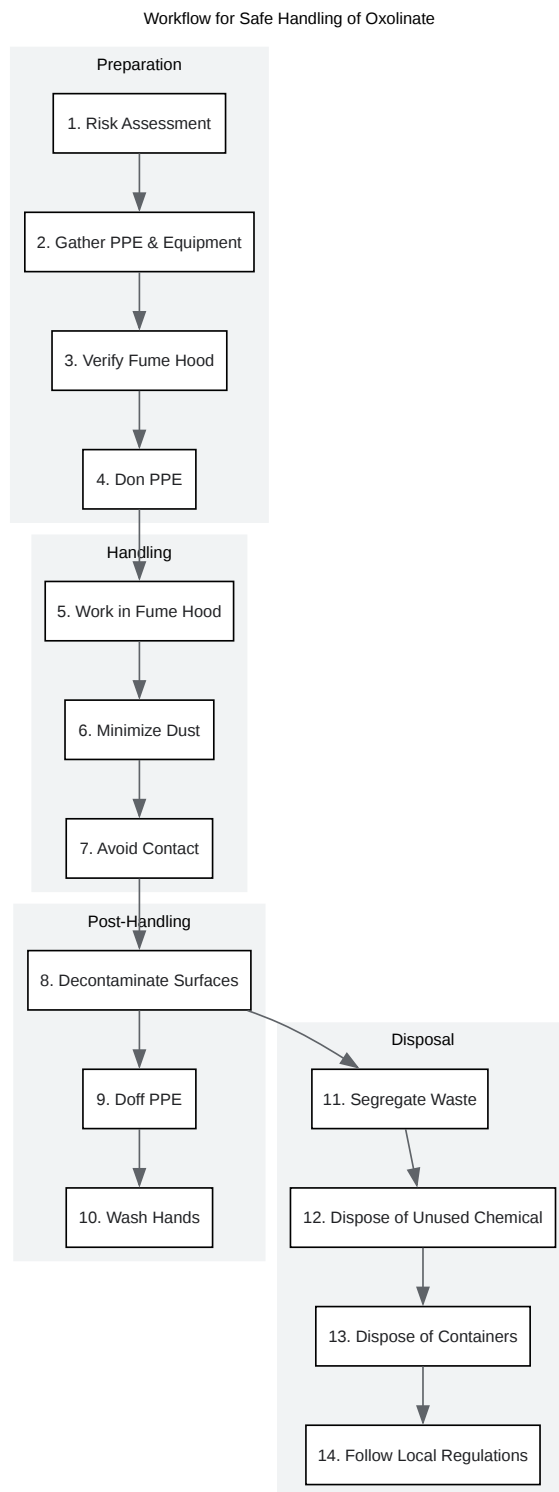 Workflow for Safe Handling of Oxolinate
Preparation
1. Risk Assessment
2. Gather PPE & Equipment
3. Verify Fume Hood
4. Don PPE
Handling
5. Work in Fume Hood
6. Minimize Dust
7. Avoid Contact
Post-Handling
8. Decontaminate Surfaces
9. Doff PPE
10. Wash Hands
Disposal
11. Segregate Waste
12. Dispose of Unused Chemical
13. Dispose of Containers
14. Follow Local Regulations